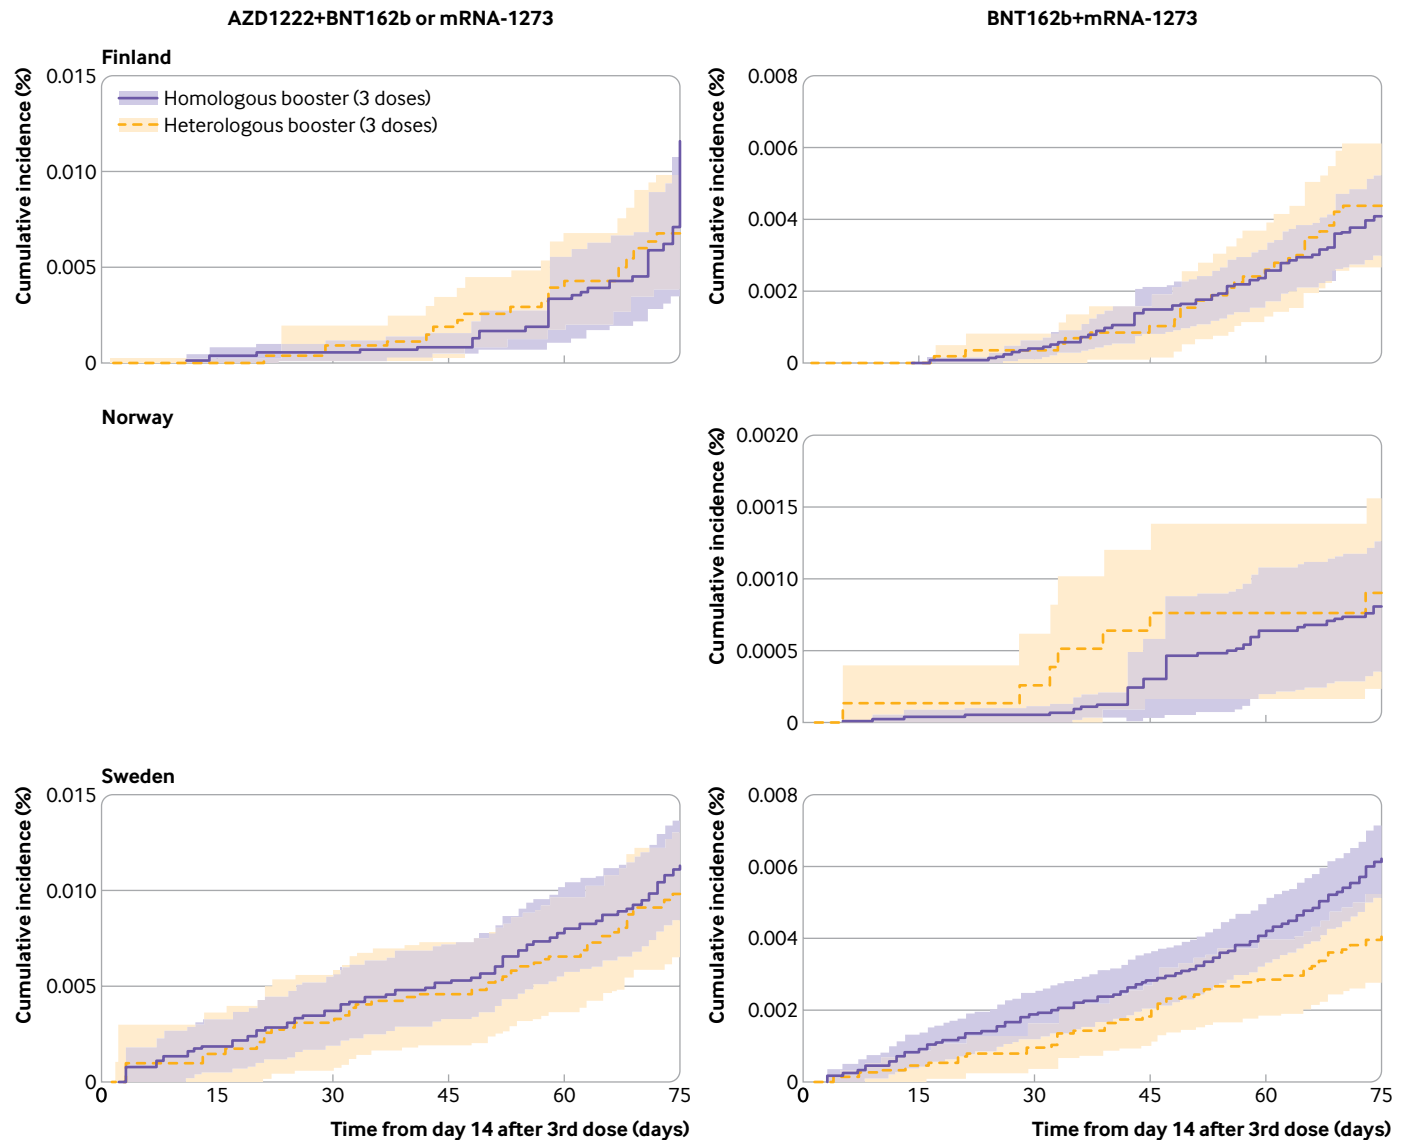 AZD1222+BNT162b or mRNA-1273
BNT162b+mRNA-1273
Finland
Cumulative incidence (%)
0.015
0.010
0.005
0
Homologous booster (3 doses)
Heterologous booster (3 doses)
Cumulative incidence (%)
0.008
0.006
0.004
0.002
0
Norway
Cumulative incidence (%)
0.0020
0.0015
0.0010
0.0005
0
Sweden
Cumulative incidence (%)
0.015
0.010
0.005
0
0 15 30 45 60 75
Time from day 14 after 3rd dose (days)
Cumulative incidence (%)
0.008
0.006
0.004
0.002
0
0 15 30 45 60 75
Time from day 14 after 3rd dose (days)